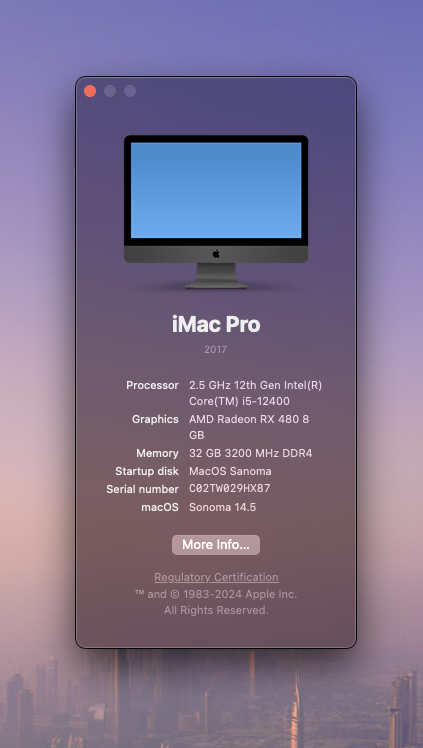 iMac Pro
2017
Processor 2.5 GHz 12th Gen Intel(R)
Core(TM) i5-12400
Graphics AMD Radeon RX 480 8
GB
Memory 32 GB 3200 MHz DDR4
Startup disk MacOS Sanoma
Serial number C02TW029HX87
macOS Sonoma 14.5
More Info...
Regulatory Certification
™ and © 1983-2024 Apple Inc.
All Rights Reserved.